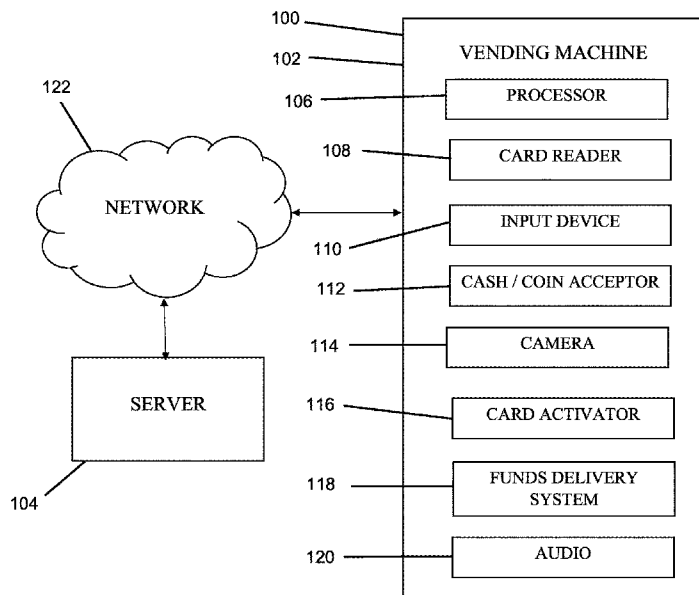 100
102
VENDING MACHINE
106
PROCESSOR
122
108
CARD READER
NETWORK
110
INPUT DEVICE
112
CASH / COIN ACCEPTOR
114
CAMERA
SERVER
116
CARD ACTIVATOR
104
118
FUNDS DELIVERY
SYSTEM
120
AUDIO